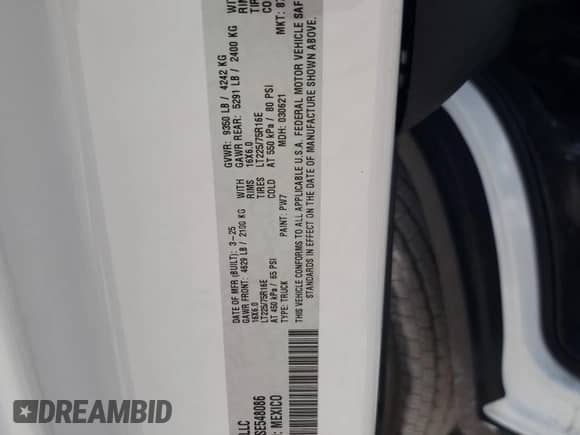 LLC
SE548086
: MEXICO
DATE OF MFR (BUILT): 3-25 GVWR: 9350 LB / 4242 KG
GAWR FRONT: 4629 LB / 2100 KG WITH GAWR REAR: 5291 LB / 2400 KG WITH
16X6.0 RIMS 16X6.0 RIMS
LT225/75R16E TIRES LT225/75R16E TIRES
AT 450 kPa / 65 PSI COLD AT 550 kPa / 80 PSI CO
TYPE: TRUCK PAINT: PW7 MDH: 030621 MKT:
THIS VEHICLE CONFORMS TO ALL APPLICABLE U.S.A. FEDERAL MOTOR VEHICLE SAF
STANDARDS IN EFFECT ON THE DATE OF MANUFACTURE SHOWN ABOVE.
DREAMBID